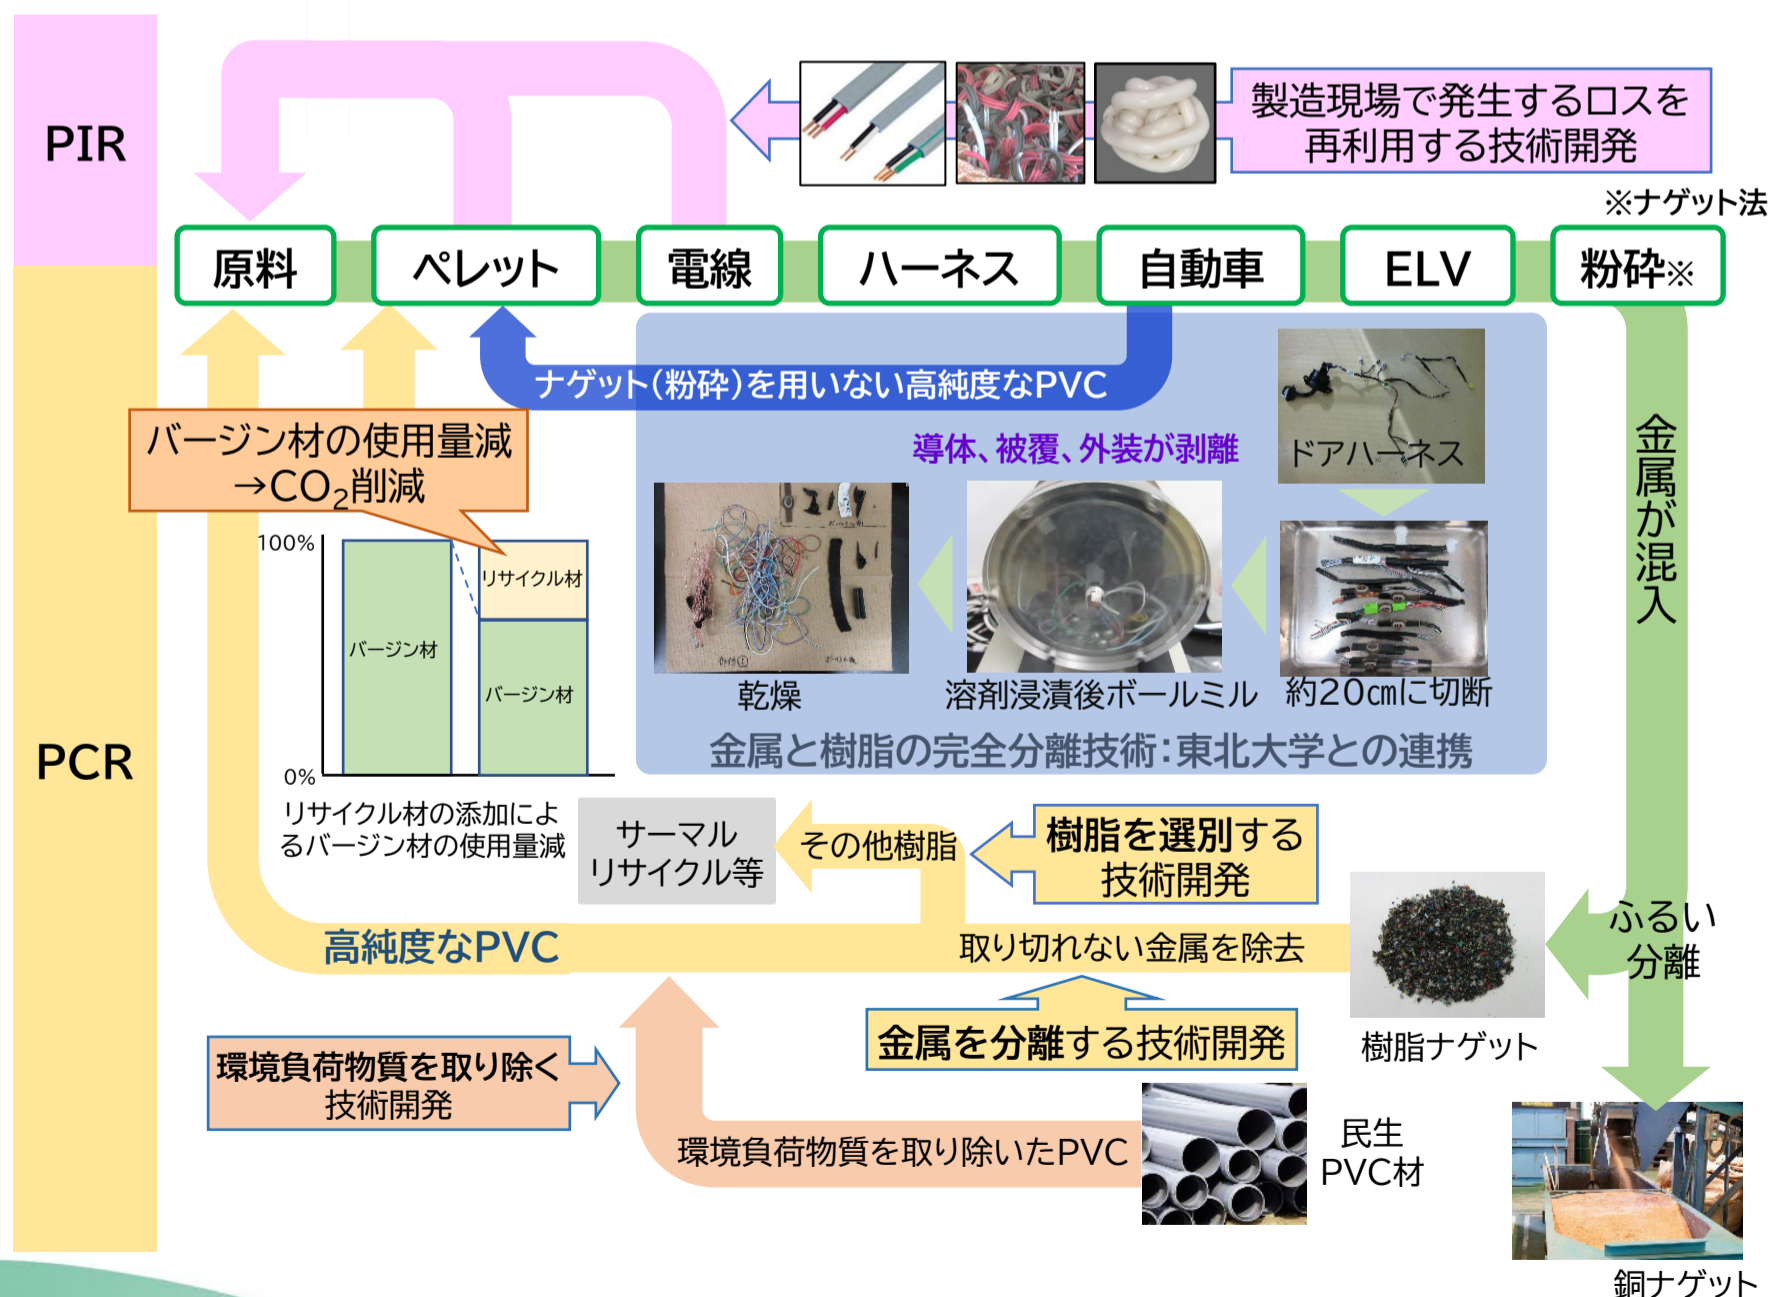 PIR
製造現場で発生するロスを
再利用する技術開発
※ナゲット法
原料
ペレット
電線
ハーネス
自動車
ELV
粉砕※
ナゲット(粉砕)を用いない高純度なPVC
バージン材の使用量減
→CO₂削減
導体、被覆、外装が剥離
ドアハーネス
金属が混入
100%
リサイクル材
バージン材
バージン材
0%
リサイクル材の添加によ
るバージン材の使用量減
乾燥
溶剤浸漬後ボールミル
約20㎝に切断
金属と樹脂の完全分離技術：東北大学との連携
PCR
サーマル
リサイクル等
その他樹脂
樹脂を選別する
技術開発
高純度なPVC
取り切れない金属を除去
ふるい
分離
金属を分離する技術開発
樹脂ナゲット
環境負荷物質を取り除く
技術開発
環境負荷物質を取り除いたPVC
民生
PVC材
銅ナゲット